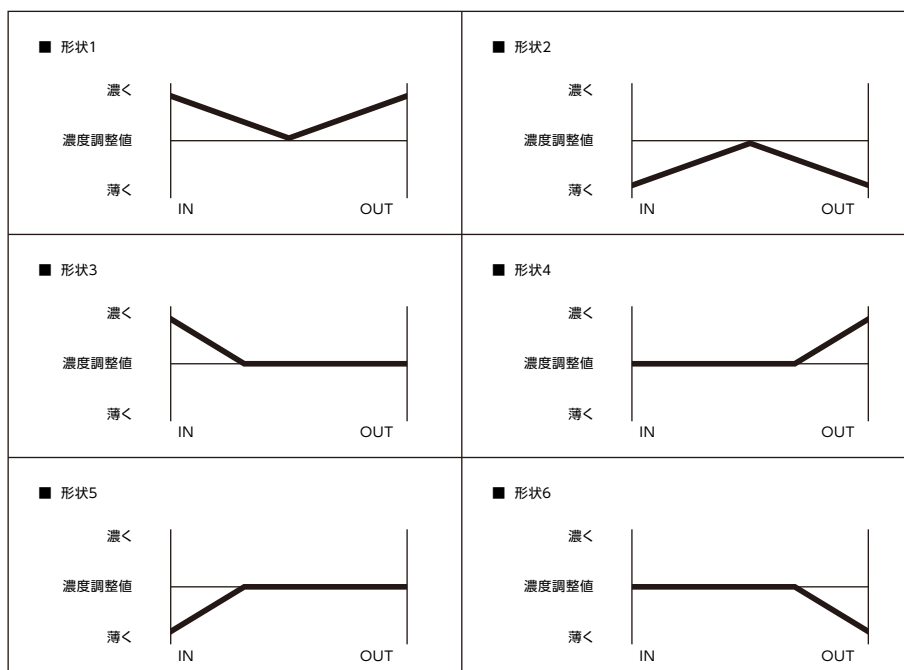 ■ 形状1
濃く
濃度調整値
薄く
IN OUT
■ 形状2
濃く
濃度調整値
薄く
IN OUT
■ 形状3
濃く
濃度調整値
薄く
IN OUT
■ 形状4
濃く
濃度調整値
薄く
IN OUT
■ 形状5
濃く
濃度調整値
薄く
IN OUT
■ 形状6
濃く
濃度調整値
薄く
IN OUT